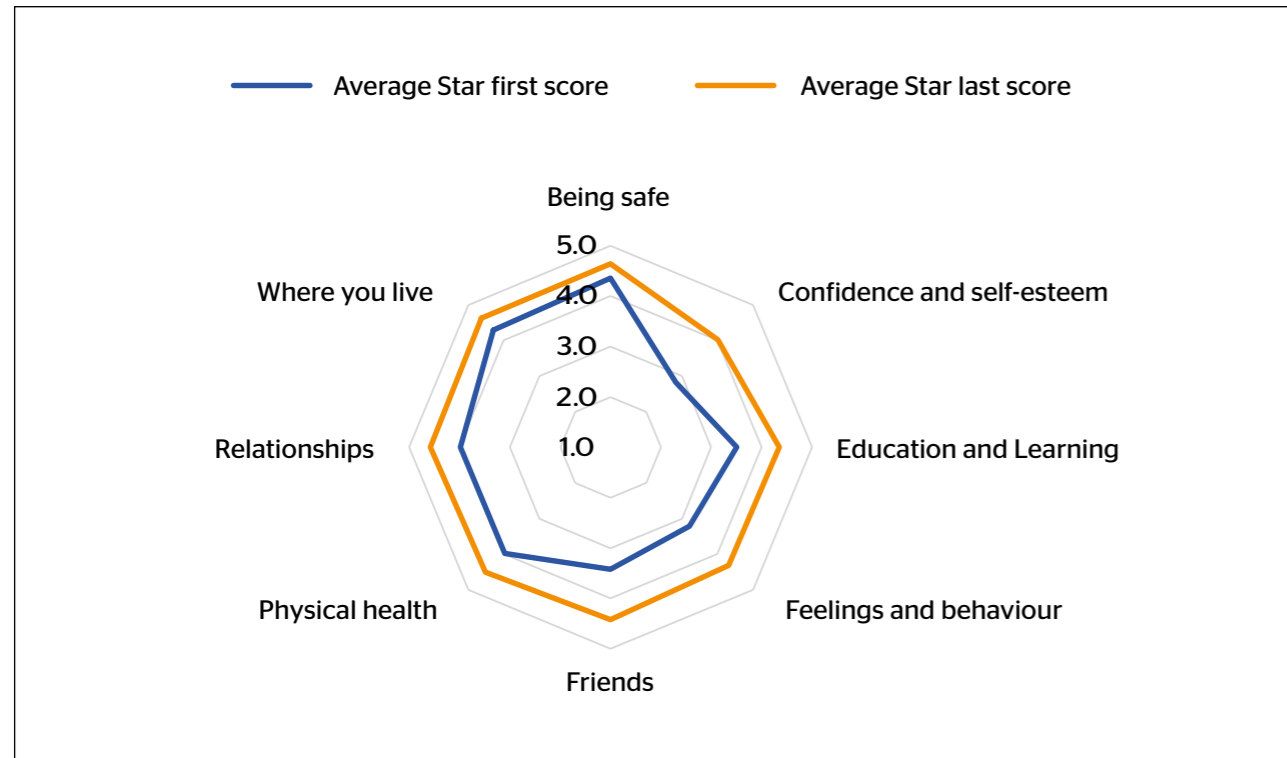 Average Star first score
Average Star last score
Being safe
5.0
Where you live
4.0
Confidence and self-esteem
3.0
2.0
Relationships
1.0
Education and Learning
Physical health
Feelings and behaviour
Friends